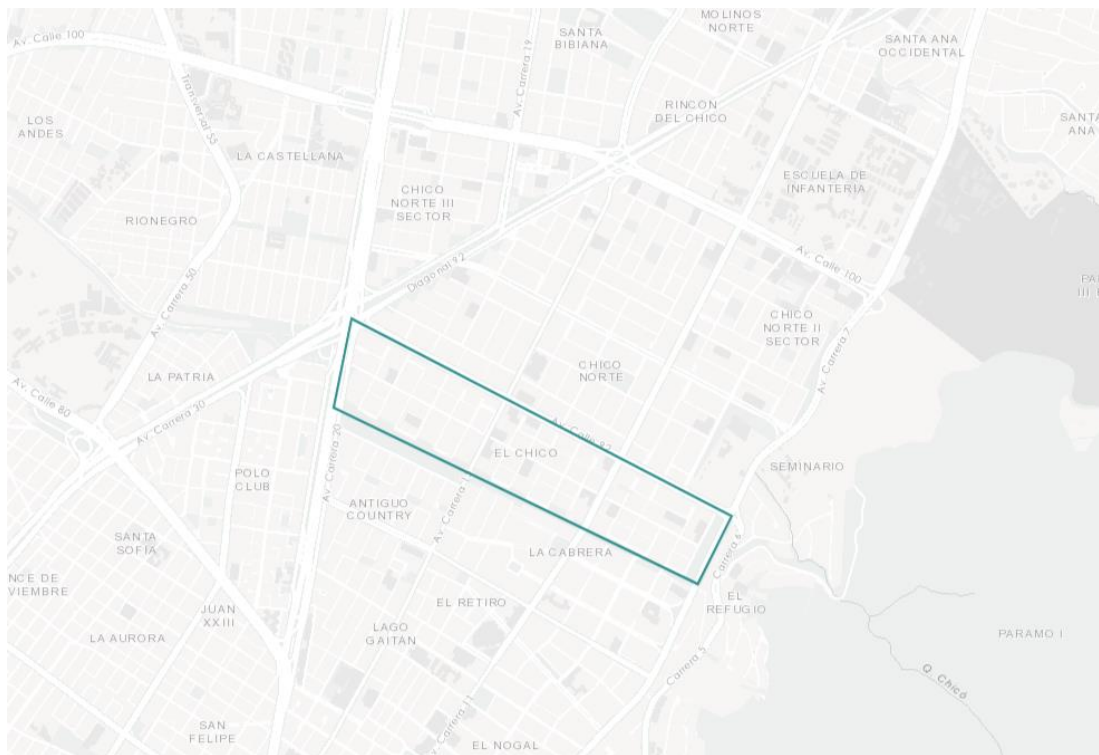 MOLINOS
NORTE
SANTA
BIBIANA
SANTA ANA
OCCIDENTAL
Av. Calle 100
Av. Carrera 19
Transversal 55
LOS
ANDES
RINCON
DEL CHICO
SANTA
ANA
LA CASTELLANA
ESCUELA DE
INFANTERIA
CHICO
NORTE III
SECTOR
RIONEGRO
Av. Carrera 50
Diagonal 92
Av. Calle 100
CHICO
NORTE II
SECTOR
Av. Carrera 7
CHICO
NORTE
LA PATRIA
Av. Calle 80
Av. Carrera 30
Av. Calle
EL CHICO
SEMINARIO
POLO
CLUB
Av. Carrera 20
ANTIGUO
COUNTRY
Av. Carrera
SANTA
SOFIA
LA CABRERA
Carrera 6
EL
REFUGIO
NCE DE
VIEMBRE
JUAN
XXIII
EL RETIRO
LAGO
GAITAN
LA AURORA
PARAMO I
Carrera 5
Q. Chicó
Av. Carrera 11
SAN
FELIPE
EL NOGAL